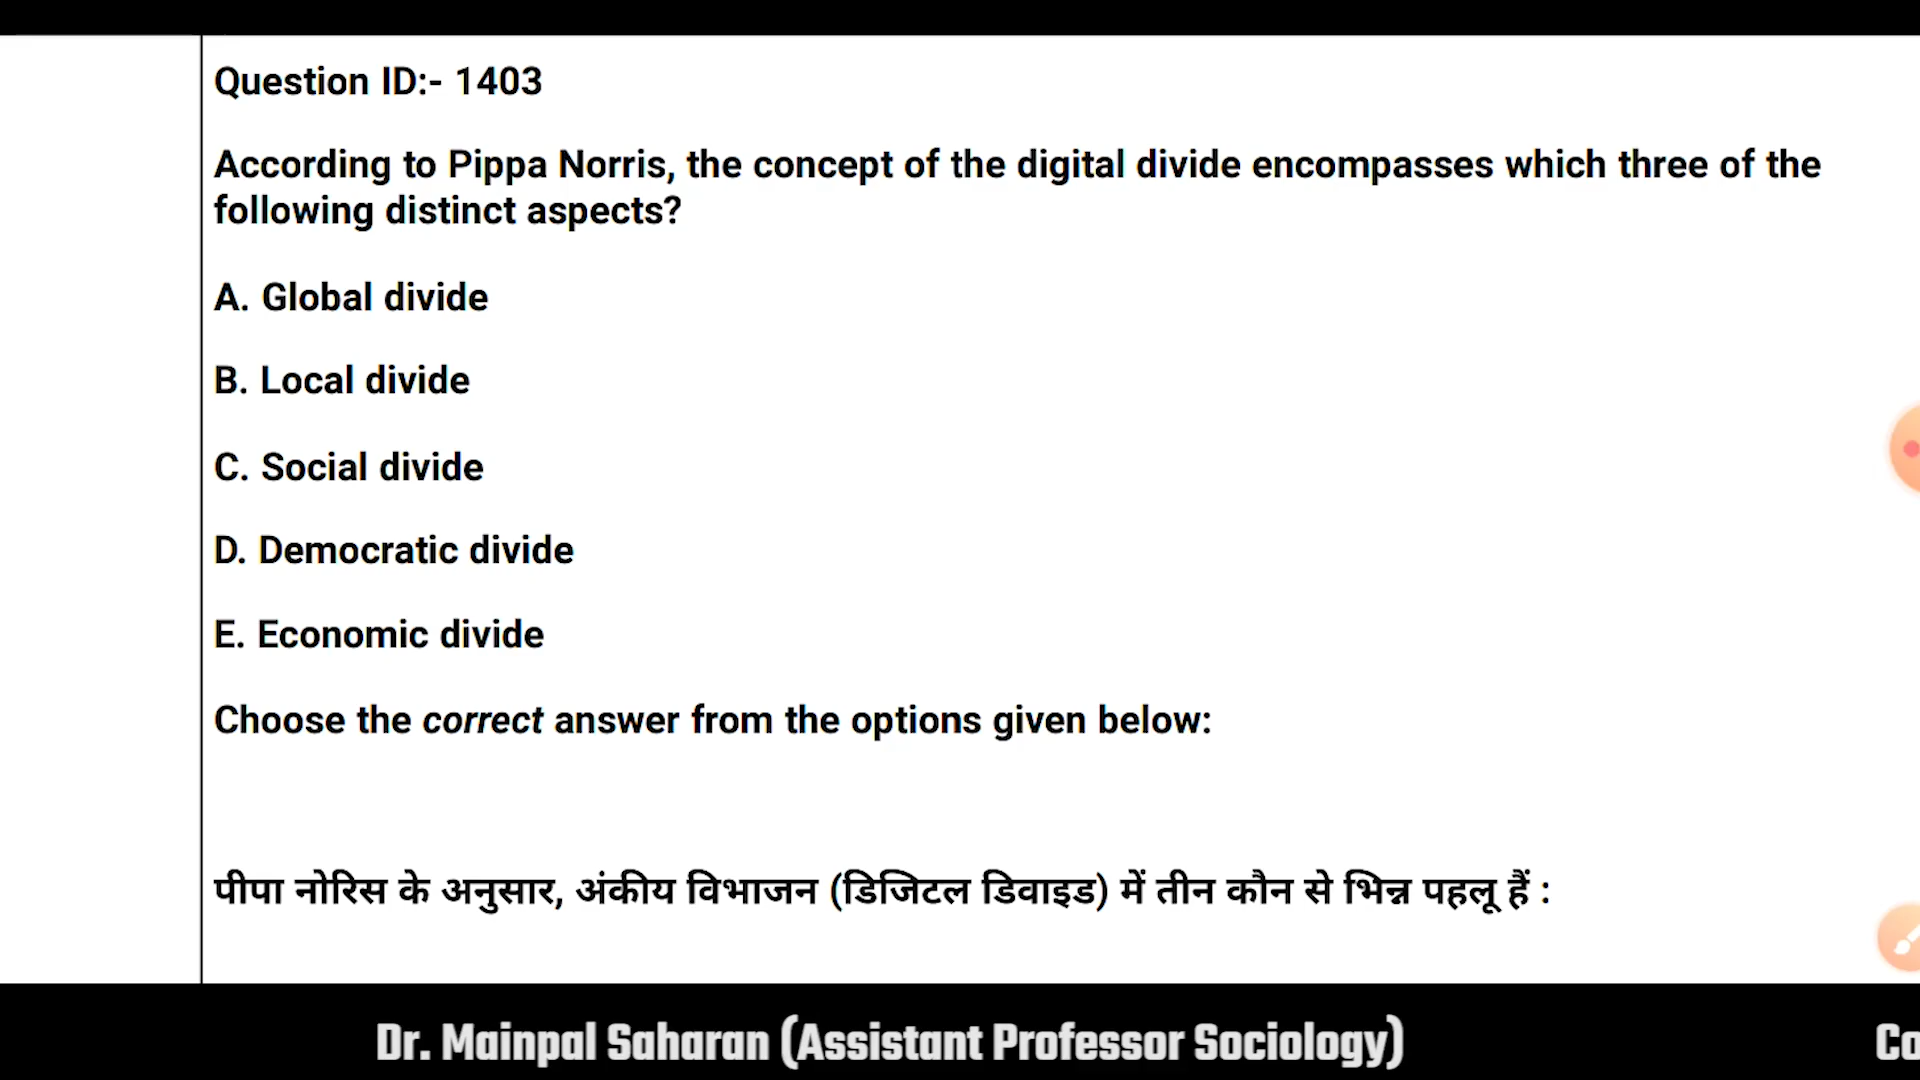 Question ID:- 1403
According to Pippa Norris, the concept of the digital divide encompasses which three of the
following distinct aspects?
A. Global divide
B. Local divide
C. Social divide
D. Democratic divide
E. Economic divide
Choose the correct answer from the options given below:
पीपा नोरिस के अनुसार, अंकीय विभाजन (डिजिटल डिवाइड) में तीन कौन से भिन्न पहलू हैं :
Dr. Mainpal Saharan (Assistant Professor Sociology)